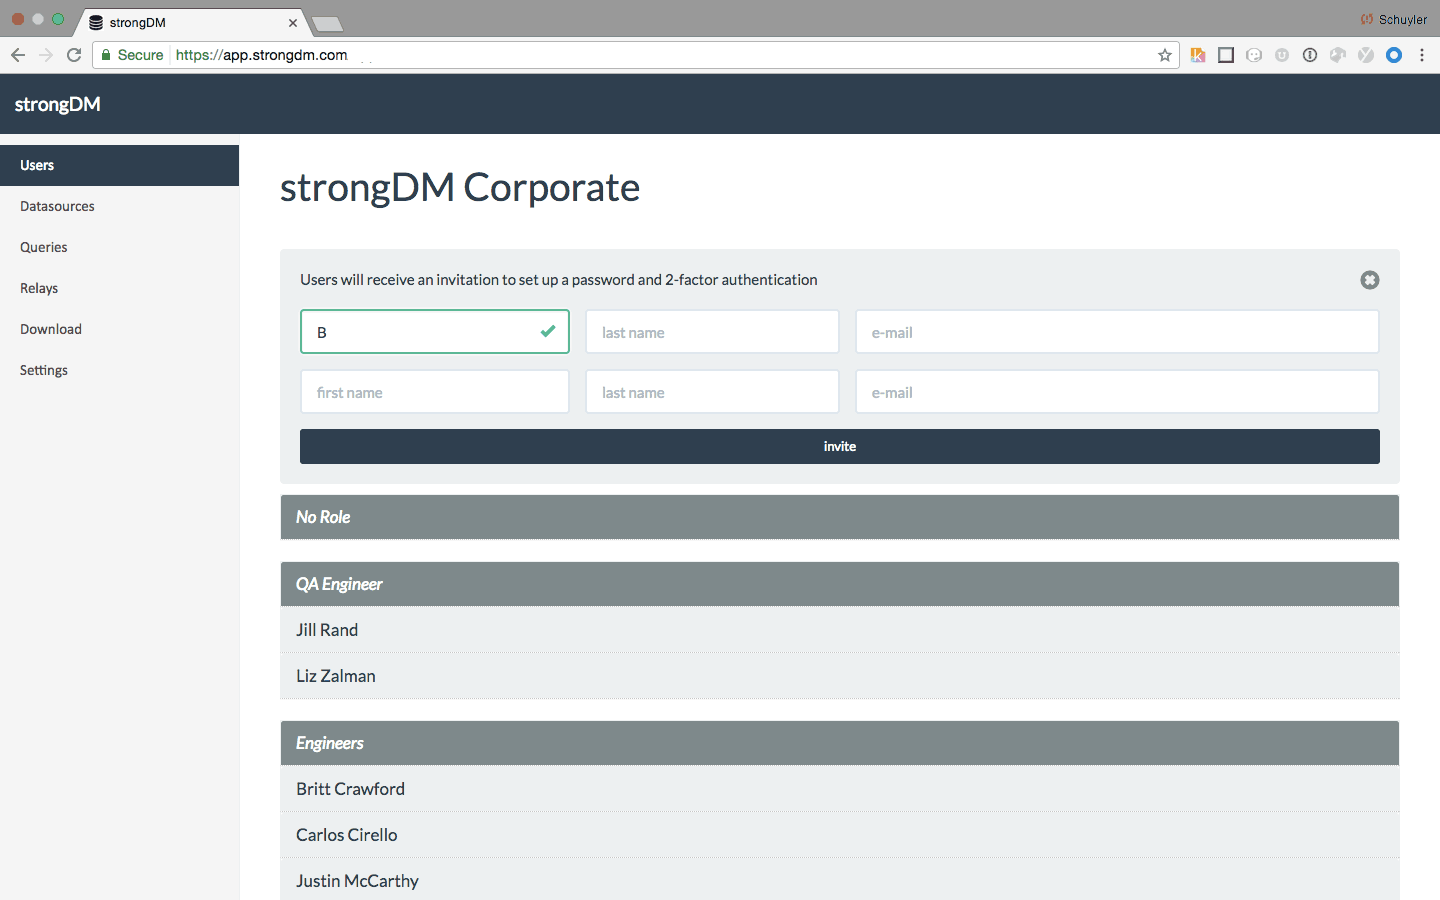 strongDM
Schuyler
Secure https://app.strongdm.com
strongDM
Users
Datasources
Queries
Relays
Download
Settings
strongDM Corporate
Users will receive an invitation to set up a password and 2-factor authentication
B last name e-mail
first name last name e-mail
invite
No Role
QA Engineer
Jill Rand
Liz Zalman
Engineers
Britt Crawford
Carlos Cirello
Justin McCarthy